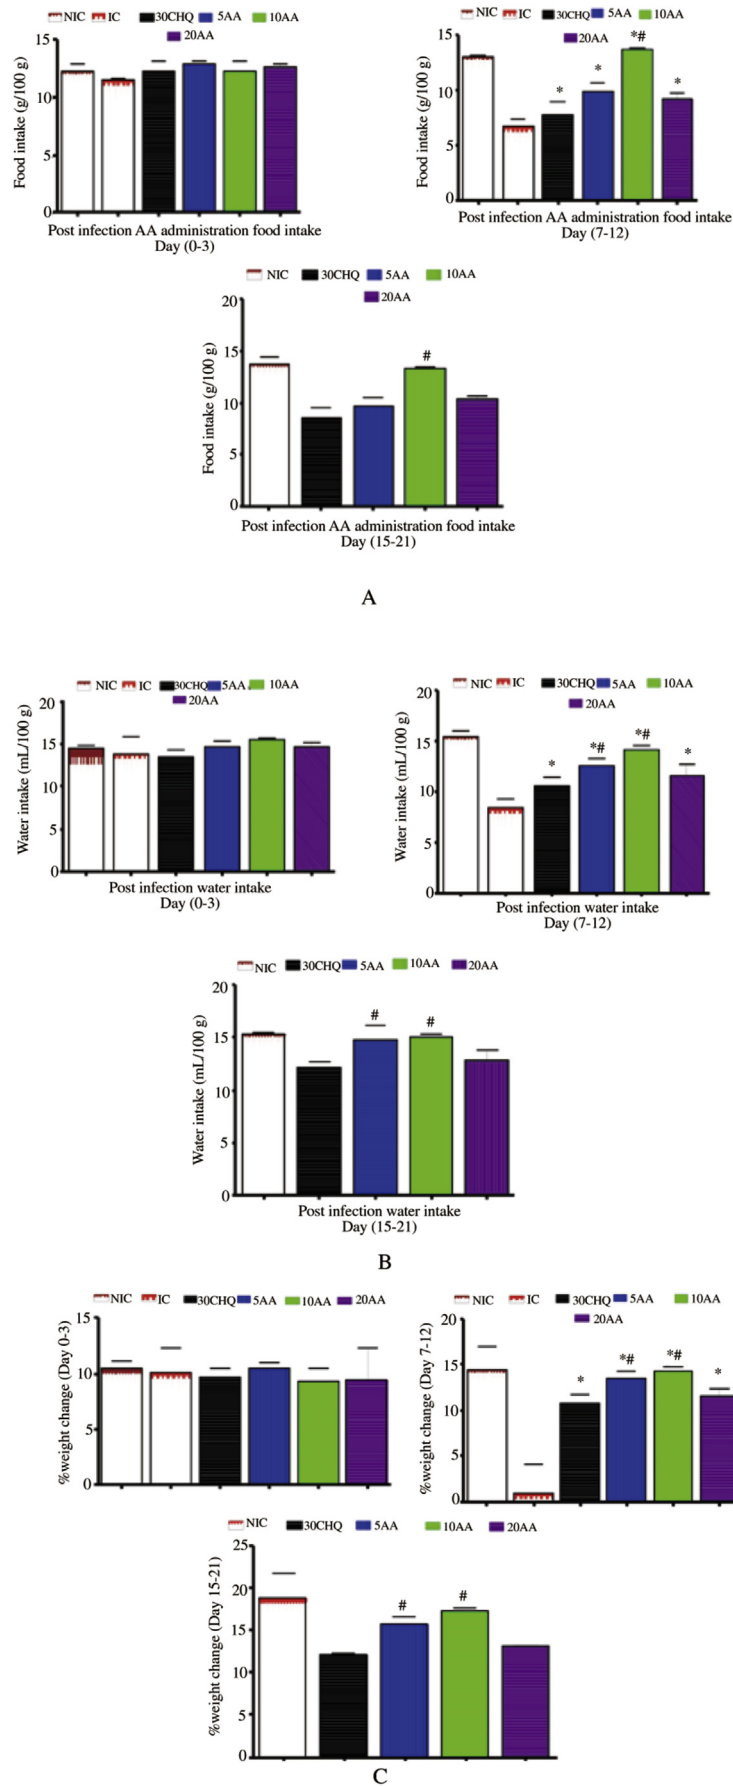 NIC IC 30CHQ 5AA 10AA
20AA
15
10
5
0
Food intake (g/100 g)
Post infection AA administration food intake
Day (0-3)
NIC IC 30CHQ 5AA 10AA
20AA
15
10
5
0
Food intake (g/100 g)
* * *# *
Post infection AA administration food intake
Day (7-12)
NIC 30CHQ 5AA 10AA
20AA
20
15
10
5
0
Food intake (g/100 g)
#
Post infection AA administration food intake
Day (15-21)
A
NIC IC 30CHQ 5AA 10AA
20AA
20
15
10
5
0
Water intake (mL/100 g)
Post infection water intake
Day (0-3)
NIC IC 30CHQ 5AA 10AA
20AA
20
15
10
5
0
Water intake (mL/100 g)
* *# *# *
Post infection water intake
Day (7-12)
NIC 30CHQ 5AA 10AA 20AA
20
15
10
5
0
Water intake (mL/100 g)
# #
Post infection water intake
Day (15-21)
B
NIC IC 30CHQ 5AA 10AA 20AA
15
10
5
0
%weight change (Day 0-3)
NIC IC 30CHQ 5AA 10AA
20AA
20
15
10
5
0
%weight change (Day 7-12)
* *# *# *
NIC 30CHQ 5AA 10AA 20AA
25
20
15
10
5
0
%weight change (Day 15-21)
# #
C